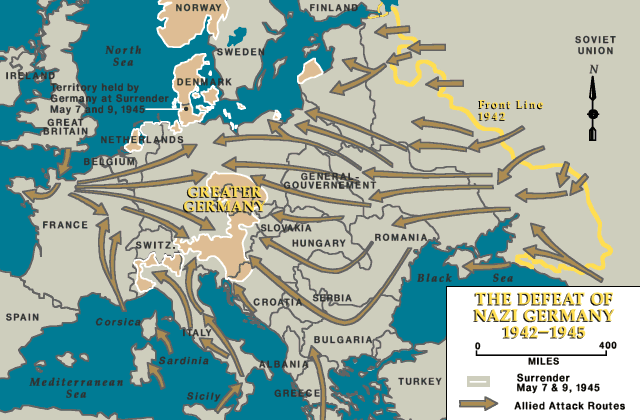 NORWAY
FINLAND
SOVIET
UNION
North
Sea
SWEDEN
IRELAND
DENMARK
Territory held by
Germany at Surrender
May 7 and 9, 1945
N
Front Line
1942
GREAT
BRITAIN
NETHERLANDS
BELGIUM
GENERAL-
GOUVERNEMENT
GREATER
GERMANY
FRANCE
SLOVAKIA
SWITZ.
HUNGARY
ROMANIA
Black Sea
CROATIA
SERBIA
SPAIN
Corsica
ITALY
BULGARIA
Sardinia
ALBANIA
Mediterranean
Sea
Sicily
GREECE
TURKEY
THE DEFEAT OF
NAZI GERMANY
1942–1945
0 400
MILES
Surrender
May 7 & 9, 1945
Allied Attack Routes